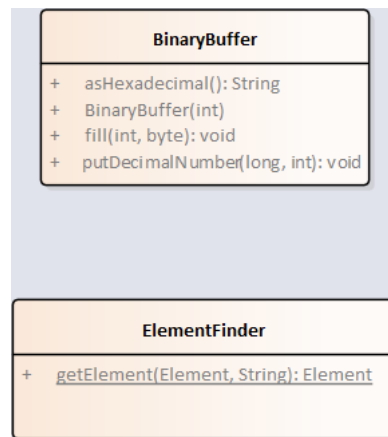 BinaryBuffer
+ asHexadecimal(): String
+ BinaryBuffer(int)
+ fill(int, byte): void
+ putDecimalNumber(long, int): void
ElementFinder
+ getElement(Element, String): Element